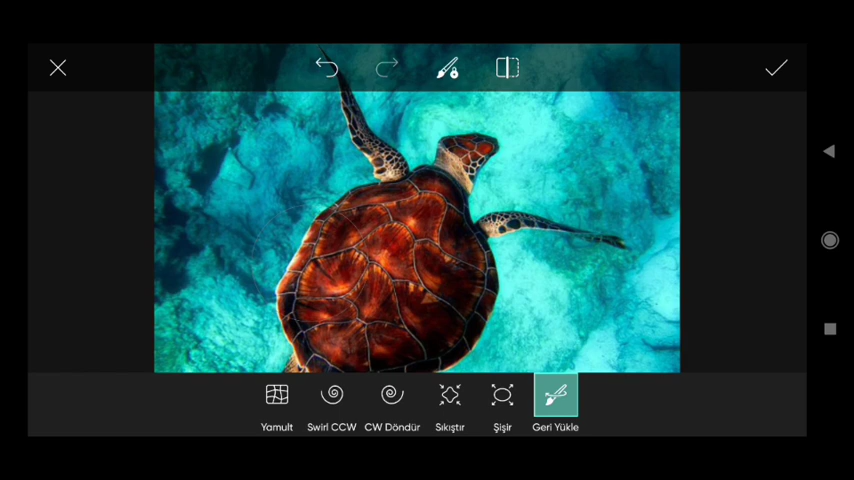 Yamult
Swirl CCW
CW Döndür
Sıkıştır
Şişir
Geri Yükle